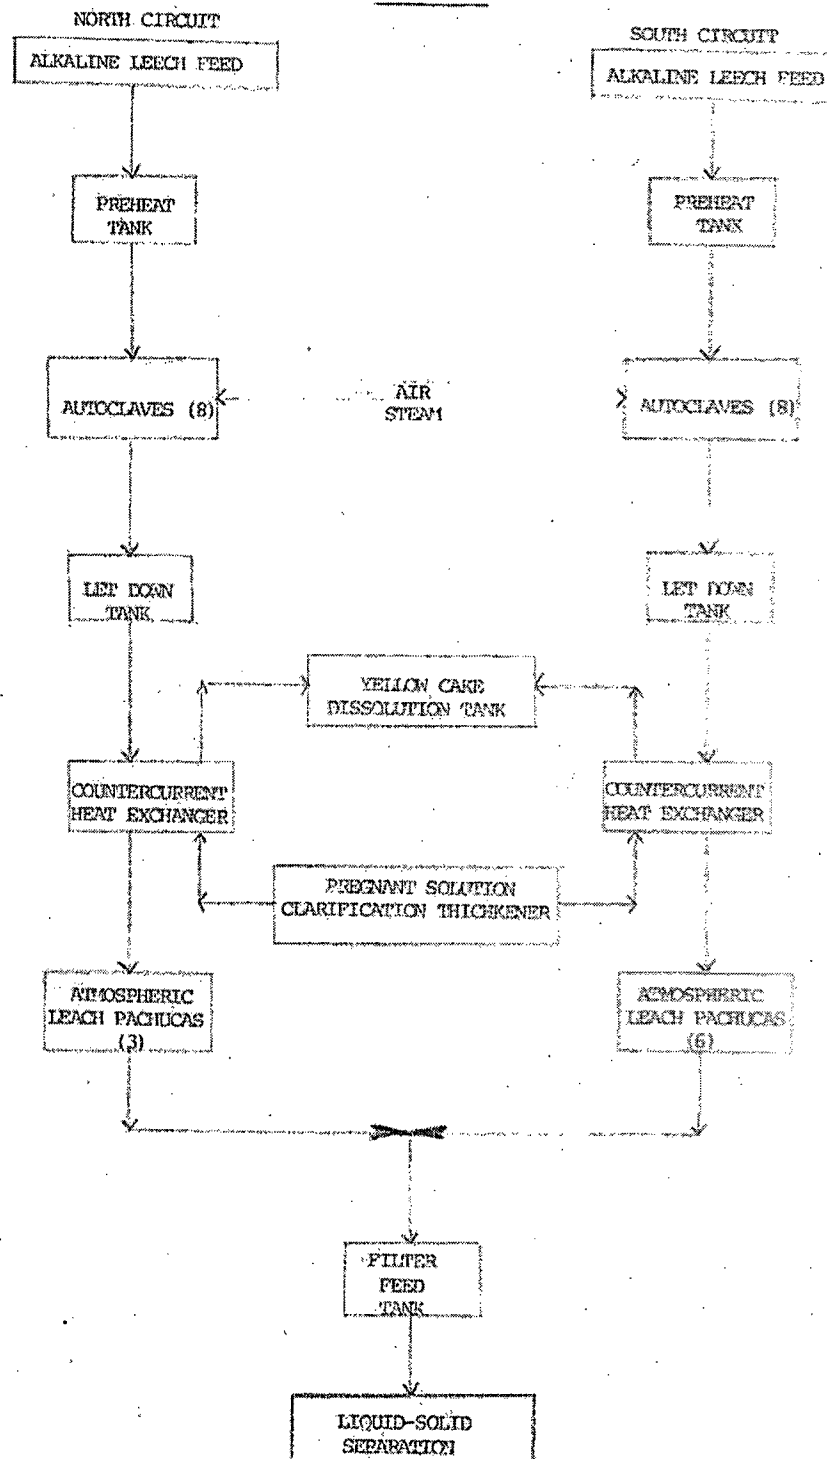 NORTH CIRCUIT
ALKALINE LEECH FEED
SOUTH CIRCUIT
ALKALINE LEECH FEED
PREHEAT
TANK
PREHEAT
TANK
AUTOCLAVES (8)
AIR
STEAM
AUTOCLAVES (8)
LET DOWN
TANK
LET DOWN
TANK
YELLOW CAKE
DISSOLUTION TANK
COUNTERCURRENT
HEAT EXCHANGER
COUNTERCURRENT
HEAT EXCHANGER
PREGNANT SOLUTION
CLARIFICATION THICHKENER
ATMOSPHERIC
LEACH PACHUCAS
(3)
ATMOSPHERIC
LEACH PACHUCAS
(6)
FILTER
FEED
TANK
LIQUID-SOLID
SEPARATION